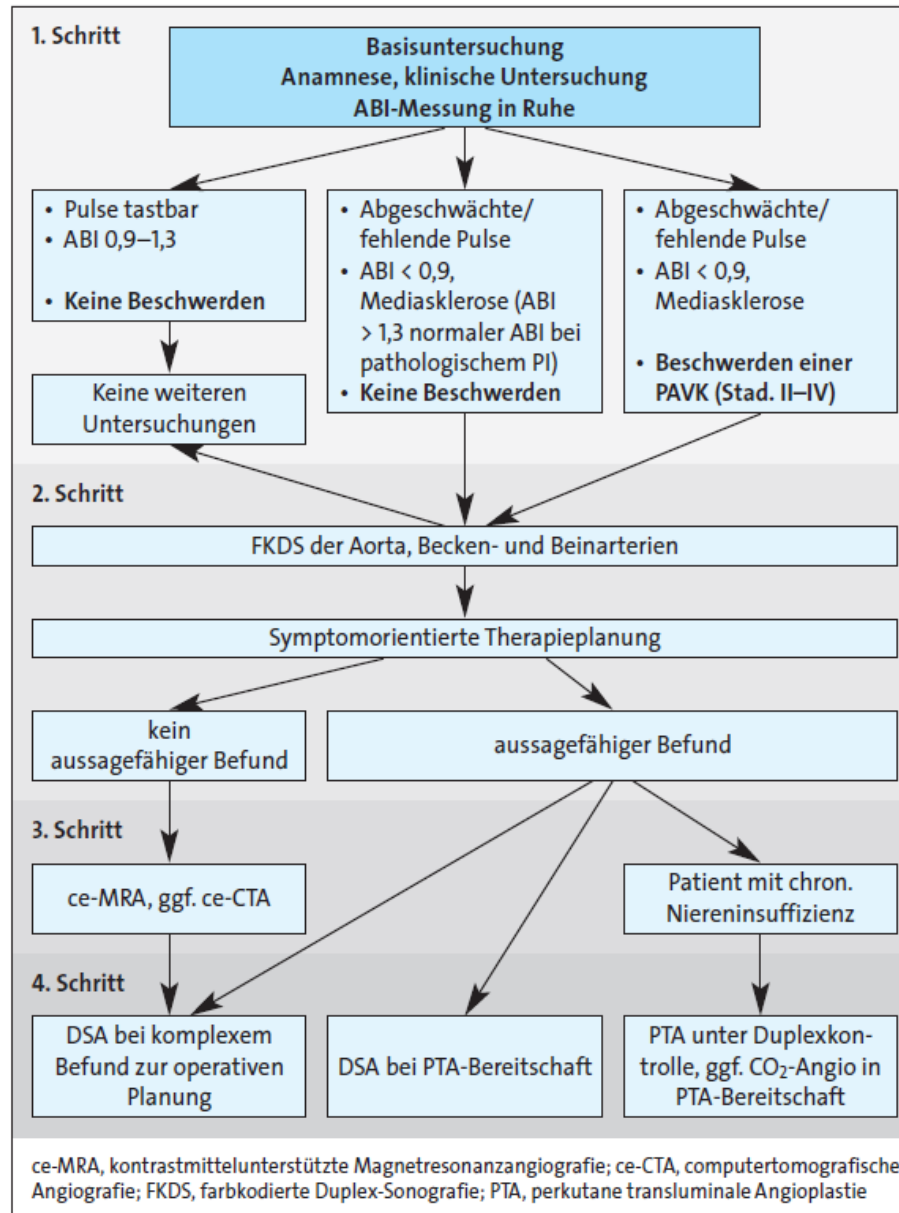 1. Schritt
Basisuntersuchung
Anamnese, klinische Untersuchung
ABI-Messung in Ruhe
• Pulse tastbar
• ABI 0,9–1,3
• Keine Beschwerden
• Abgeschwächte/
fehlende Pulse
• ABI < 0,9,
Mediasklerose (ABI
> 1,3 normaler ABI bei
pathologischem PI)
• Keine Beschwerden
• Abgeschwächte/
fehlende Pulse
• ABI < 0,9,
Mediasklerose
• Beschwerden einer
PAVK (Stad. II–IV)
Keine weiteren
Untersuchungen
2. Schritt
FKDS der Aorta, Becken- und Beinarterien
Symptomorientierte Therapieplanung
kein
aussagefähiger Befund
aussagefähiger Befund
3. Schritt
ce-MRA, ggf. ce-CTA
Patient mit chron.
Niereninsuffizienz
4. Schritt
DSA bei komplexem
Befund zur operativen
Planung
DSA bei PTA-Bereitschaft
PTA unter Duplexkon-
trolle, ggf. CO₂-Angio in
PTA-Bereitschaft
ce-MRA, kontrastmittelunterstützte Magnetresonanzangiografie; ce-CTA, computertomografische
Angiografie; FKDS, farbkodierte Duplex-Sonografie; PTA, perkutane transluminale Angioplastie